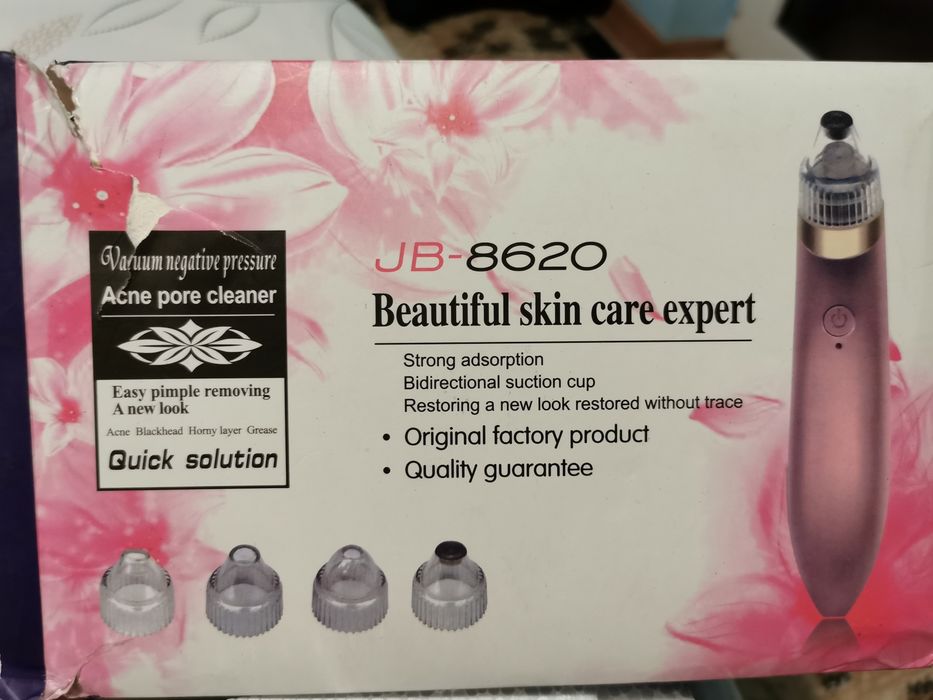 Vacuum negative pressure
Acne pore cleaner
Easy pimple removing
A new look
Acne Blackhead Horny layer Grease
Quick solution
JB-8620
Beautiful skin care expert
Strong adsorption
Bidirectional suction cup
Restoring a new look restored without trace
• Original factory product
• Quality guarantee